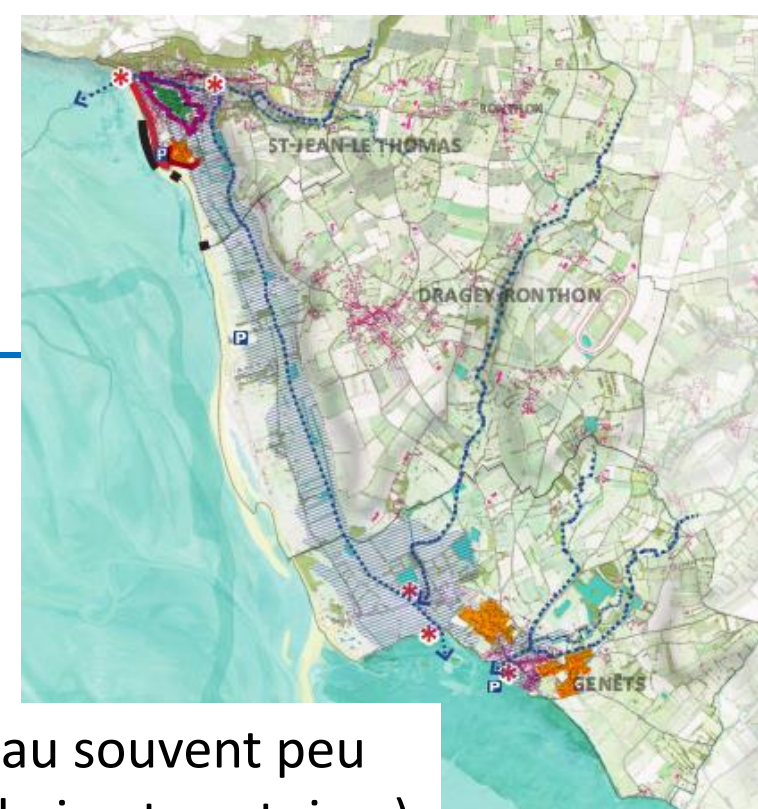 RONTHON
ST-JEAN-LE THOMAS
P
DRAGEY-RONTHON
P
P
P
GENÊTS
au souvent peu